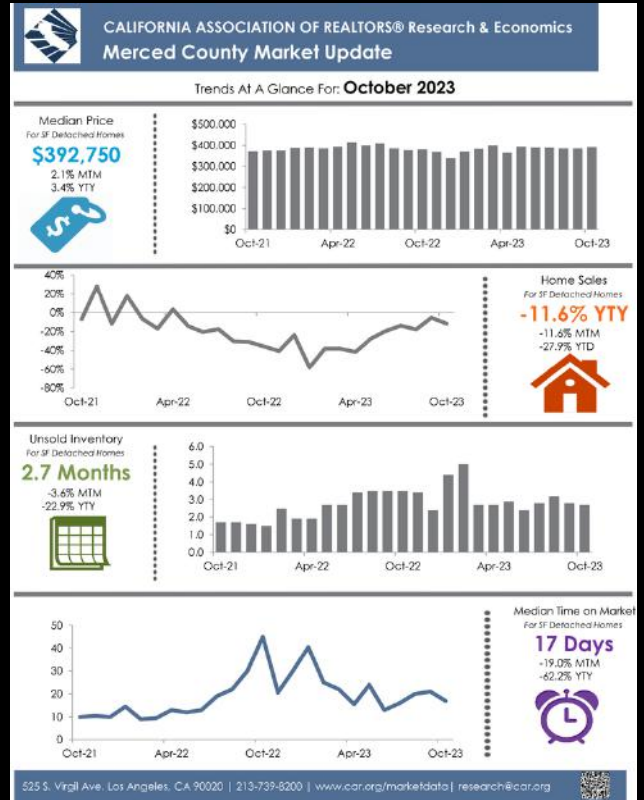 CALIFORNIA ASSOCIATION OF REALTORS® Research & Economics
Merced County Market Update
Trends At A Glance For: October 2023
Median Price
For SF Detached Homes
$392,750
2.1% MTM
3.4% YTY
$
$500,000
$400,000
$300,000
$200,000
$100,000
$0
Oct-21 Apr-22 Oct-22 Apr-23 Oct-23
40%
20%
0%
-20%
-40%
-60%
-80%
Oct-21 Apr-22 Oct-22 Apr-23 Oct-23
Home Sales
For SF Detached Homes
-11.6% YTY
-11.6% MTM
-27.9% YTD
Unsold Inventory
For SF Detached Homes
2.7 Months
-3.6% MTM
-22.9% YTY
6.0
5.0
4.0
3.0
2.0
1.0
0.0
Oct-21 Apr-22 Oct-22 Apr-23 Oct-23
50
40
30
20
10
0
Oct-21 Apr-22 Oct-22 Apr-23 Oct-23
Median Time on Market
For SF Detached Homes
17 Days
-19.0% MTM
-62.2% YTY
525 S. Virgil Ave. Los Angeles, CA 90020 | 213-739-8200 | www.car.org/marketdata| research@car.org